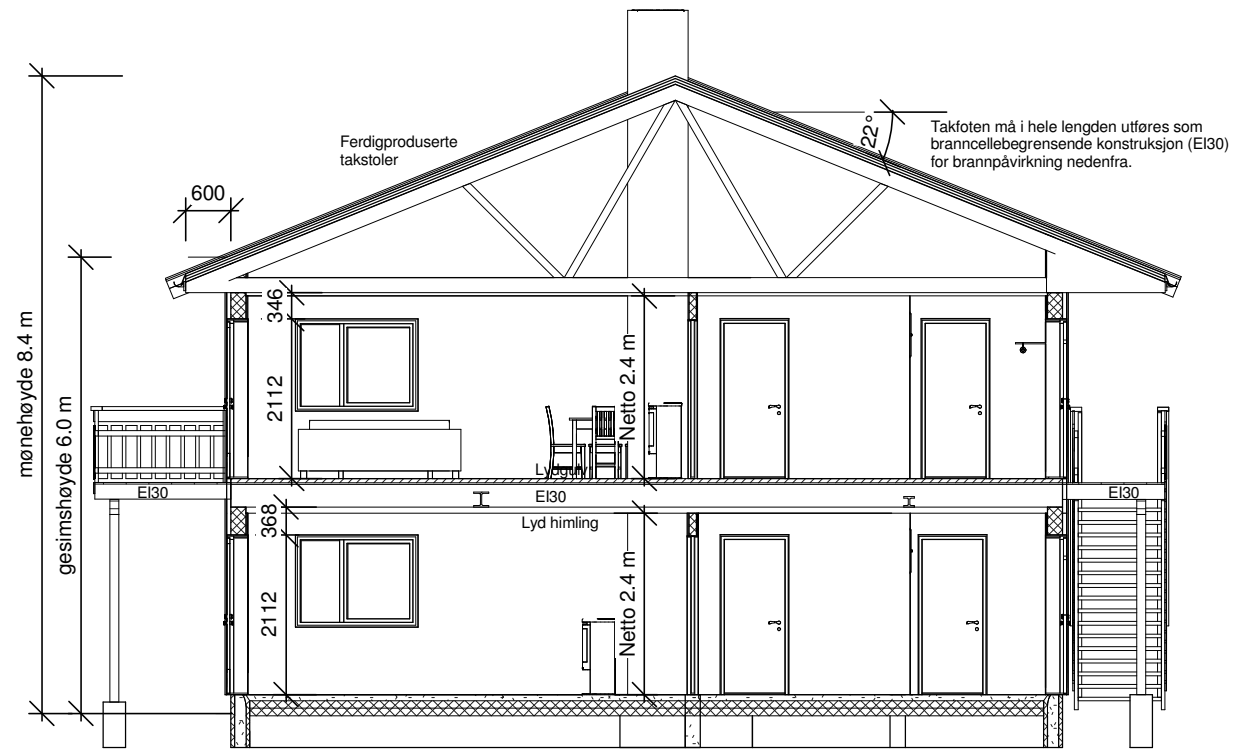 Ferdigproduserte
takstoler
22°
Takfoten må i hele lengden utføres som
branncellebegrensende konstruksjon (EI30)
for brannpåvirkning nedenfra.
600
mønehøyde 8.4 m
gesimshøyde 6.0 m
346
2112
Netto 2.4 m
Lydgulv
EI30
EI30
EI30
368
Lyd himling
2112
Netto 2.4 m